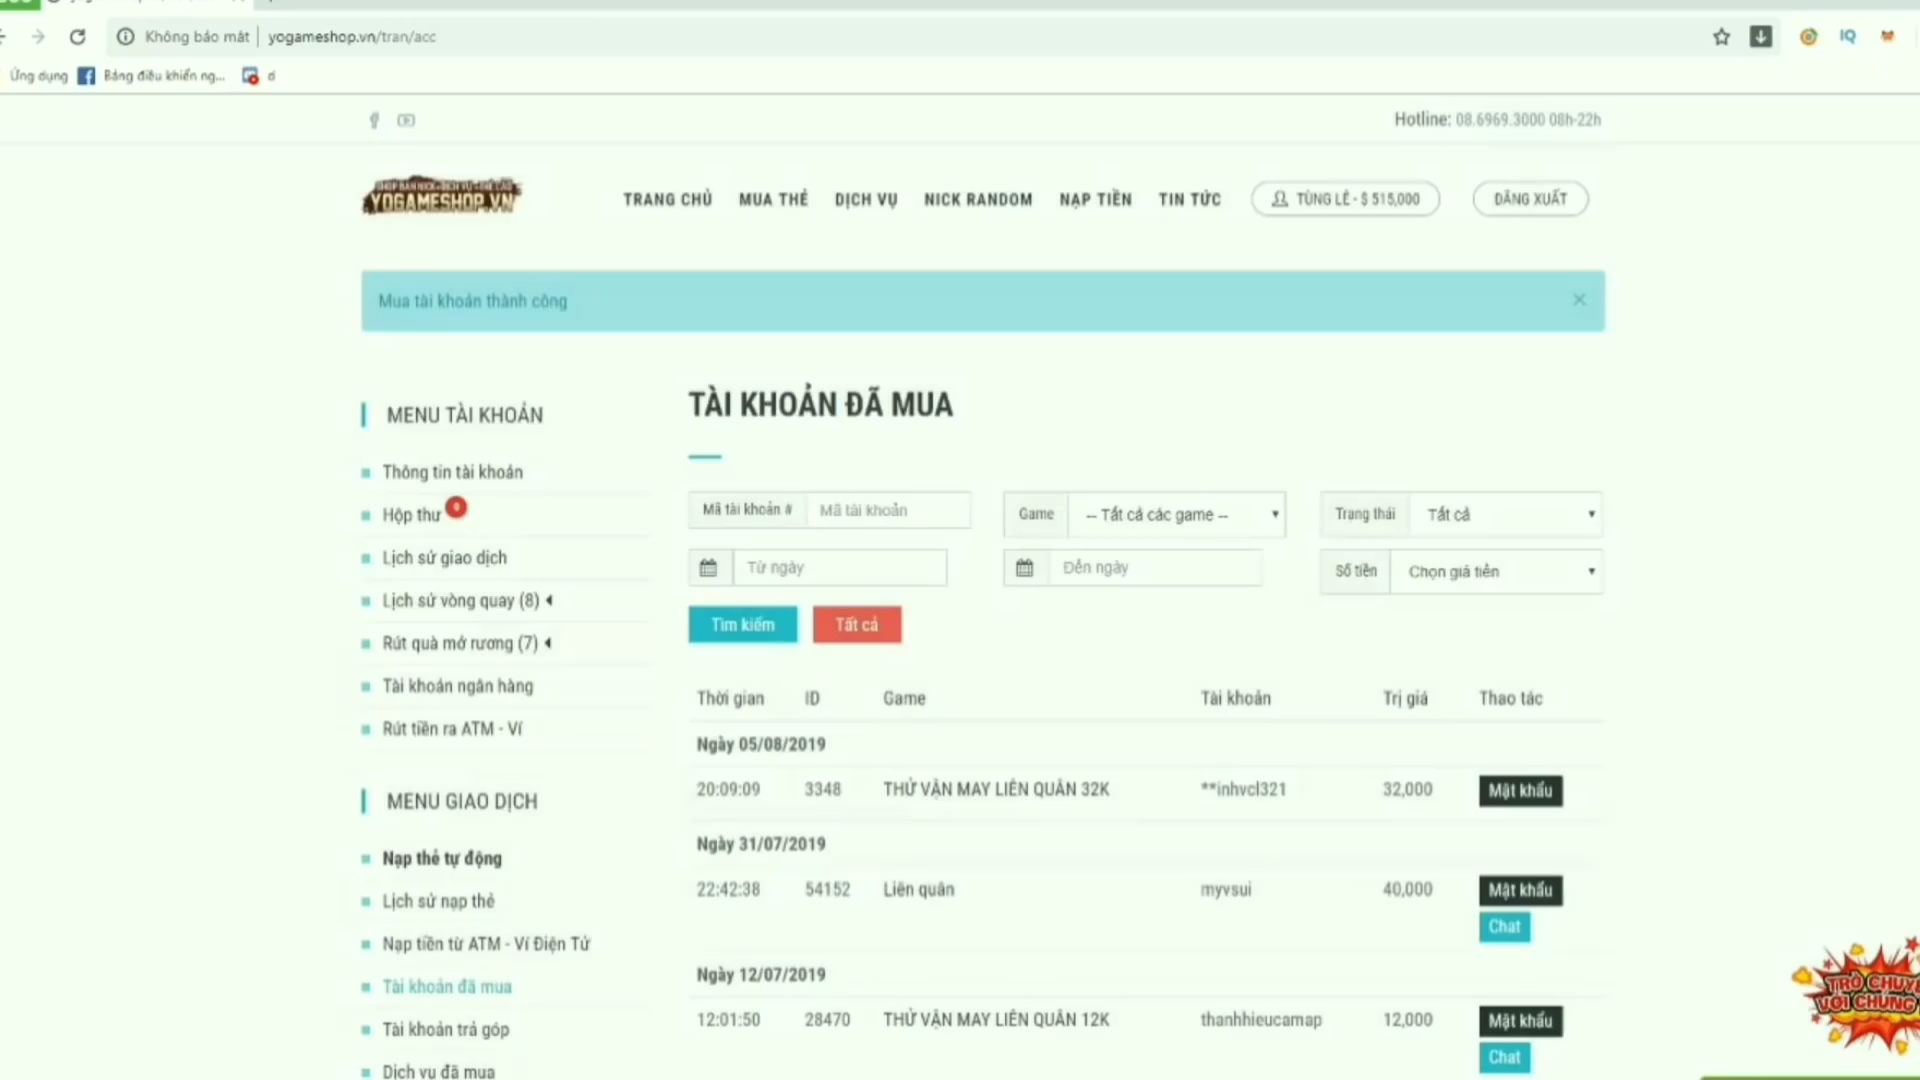 Không bảo mật | yogameshop.vn/tran/acc
IQ
Ứng dụng
Bảng điều khiển ng...
d
Hotline: 08.6969.3000 08h-22h
YOGAMESHOP.VN
TRANG CHỦ
MUA THẺ
DỊCH VỤ
NICK RANDOM
NẠP TIỀN
TIN TỨC
TÙNG LÊ - $ 515,000
ĐĂNG XUẤT
Mua tài khoản thành công
×
MENU TÀI KHOẢN
Thông tin tài khoản
Hộp thư 0
Lịch sử giao dịch
Lịch sử vòng quay (8)
Rút quà mở rương (7)
Tài khoản ngân hàng
Rút tiền ra ATM - Ví
MENU GIAO DỊCH
Nạp thẻ tự động
Lịch sử nạp thẻ
Nạp tiền từ ATM - Ví Điện Tử
Tài khoản đã mua
Tài khoản trả góp
Dịch vụ đã mua
TÀI KHOẢN ĐÃ MUA
Mã tài khoản # Mã tài khoản
Game -- Tất cả các game --
Trạng thái Tất cả
Từ ngày
Đến ngày
Số tiền Chọn giá tiền
Tìm kiếm
Tất cả
Thời gian ID Game Tài khoản Trị giá Thao tác
Ngày 05/08/2019
20:09:09 3348 THỬ VẬN MAY LIÊN QUÂN 32K **inhvcl321 32,000 Mật khẩu
Ngày 31/07/2019
22:42:38 54152 Liên quân myvsui 40,000 Mật khẩu
Chat
Ngày 12/07/2019
12:01:50 28470 THỬ VẬN MAY LIÊN QUÂN 12K thanhhieucamap 12,000 Mật khẩu
Chat
TRÒ CHUYỆ
VỚI CHÚNG